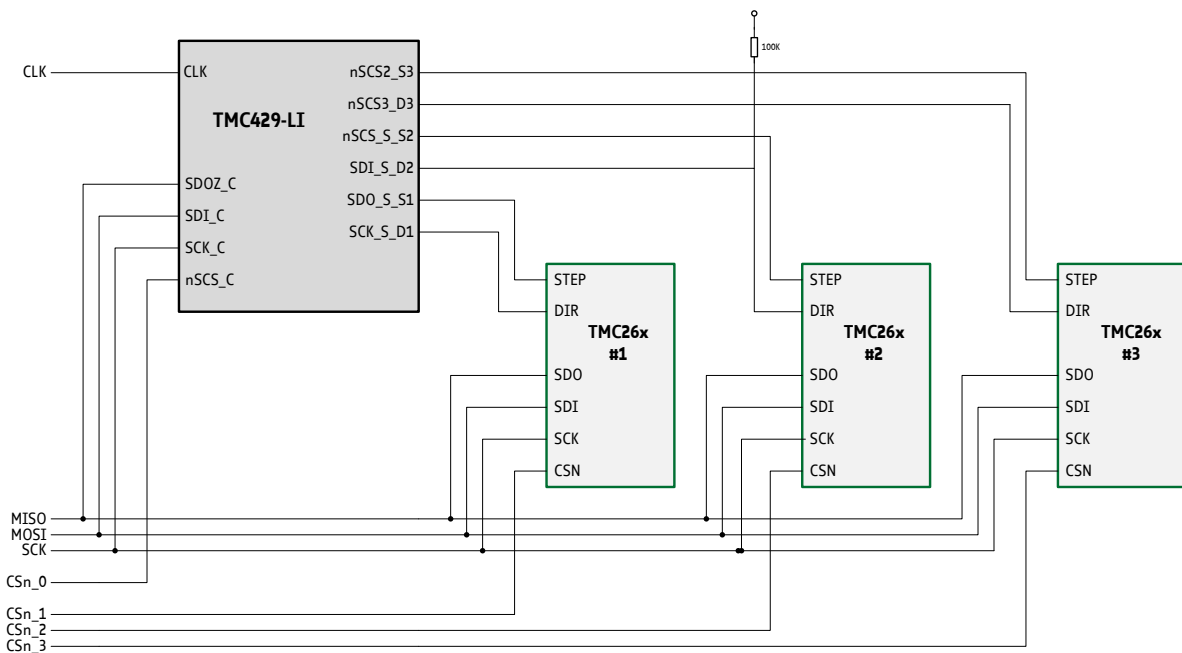 100K
CLK
CLK
TMC429-LI
nSCS2_S3
nSCS3_D3
nSCS_S_S2
SDI_S_D2
SDO_S_S1
SCK_S_D1
SDOZ_C
SDI_C
SCK_C
nSCS_C
STEP
DIR
TMC26x
#1
SDO
SDI
SCK
CSN
STEP
DIR
TMC26x
#2
SDO
SDI
SCK
CSN
STEP
DIR
TMC26x
#3
SDO
SDI
SCK
CSN
MISO
MOSI
SCK
CSn_0
CSn_1
CSn_2
CSn_3